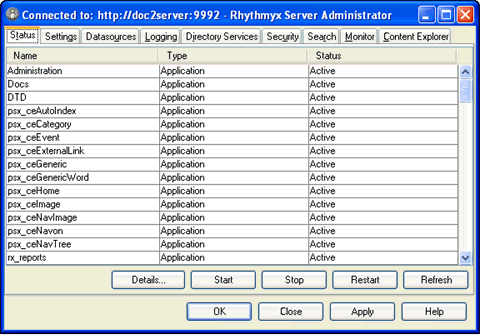 Connected to: http://doc2server:9992 - Rhythmyx Server Administrator
Status Settings Datasources Logging Directory Services Security Search Monitor Content Explorer
Name Type Status
Administration Application Active
Docs Application Active
DTD Application Active
psx_ceAutoIndex Application Active
psx_ceCategory Application Active
psx_ceEvent Application Active
psx_ceExternalLink Application Active
psx_ceGeneric Application Active
psx_ceGenericWord Application Active
psx_ceHome Application Active
psx_ceImage Application Active
psx_ceNavImage Application Active
psx_ceNavon Application Active
psx_ceNavTree Application Active
rx_reports Application Active
Details... Start Stop Restart Refresh
OK Close Apply Help